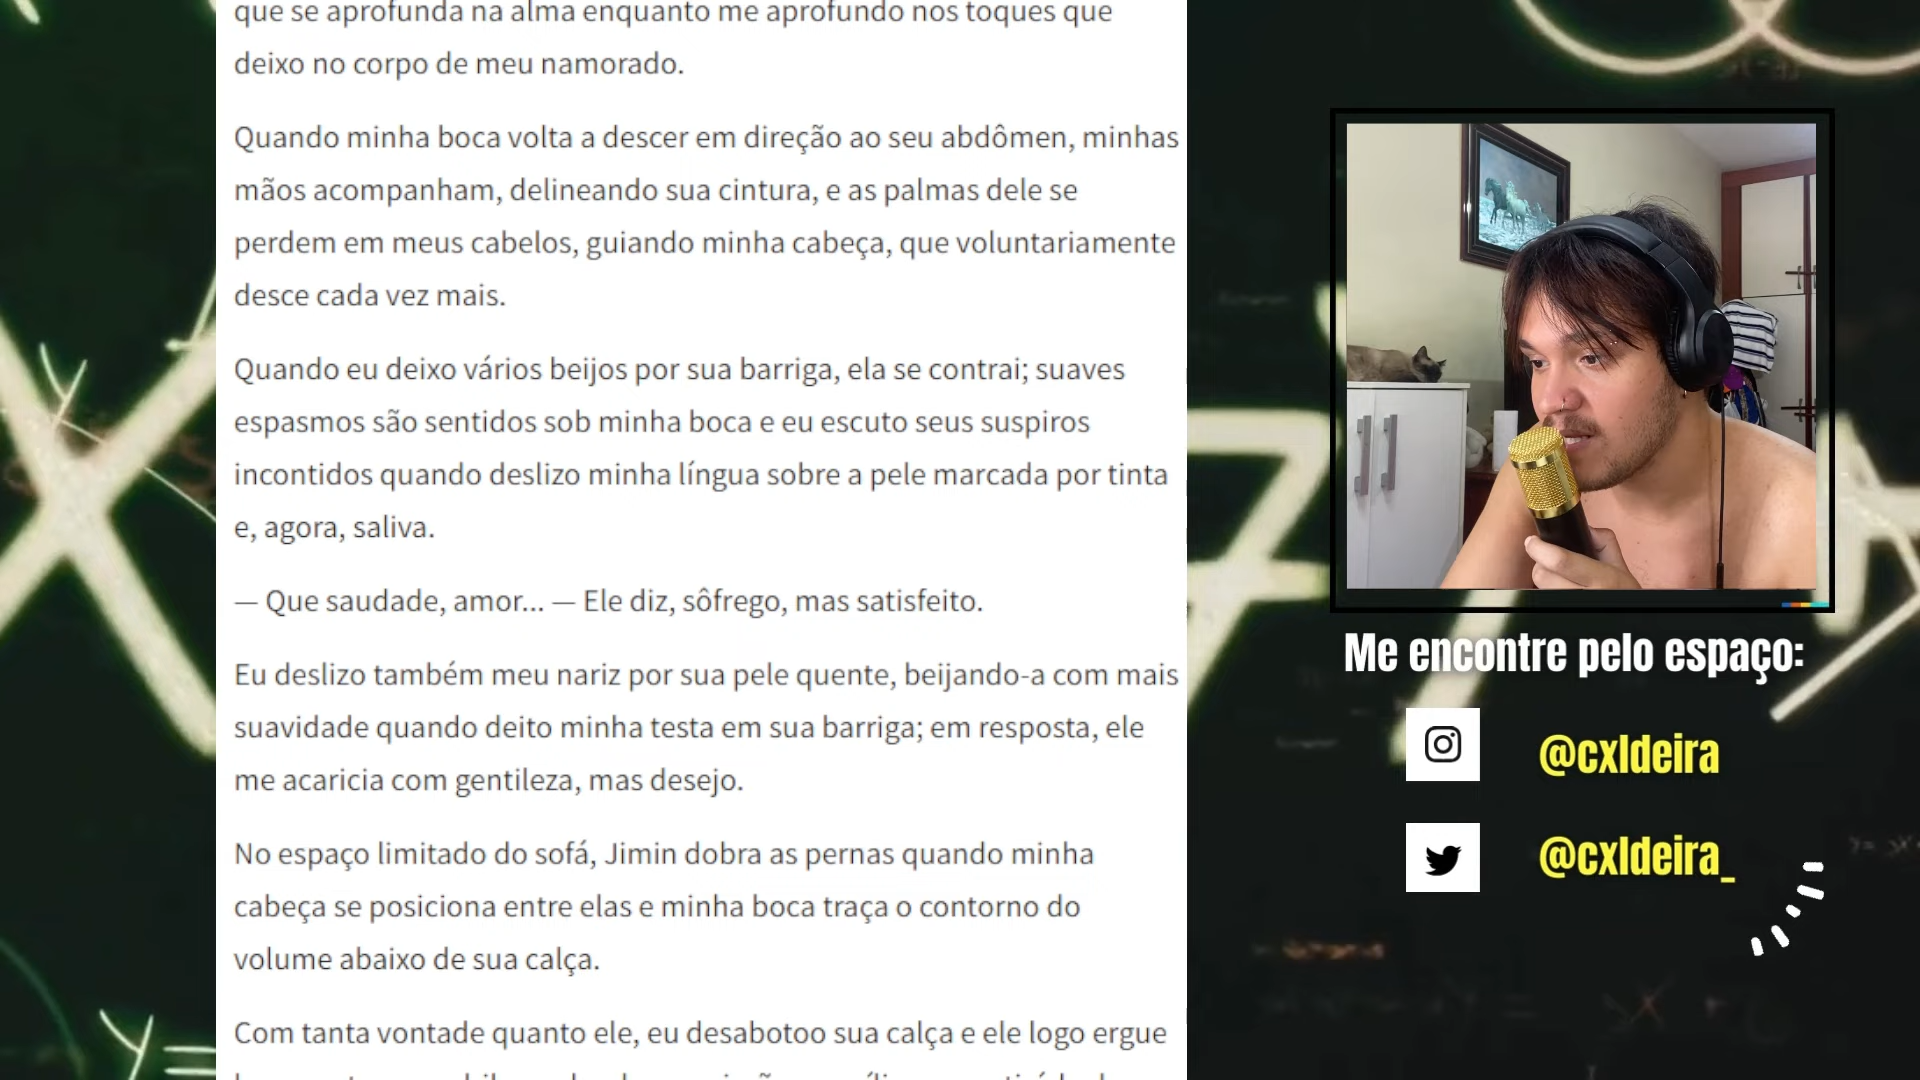 que se aprofunda na alma enquanto me aprofundo nos toques que
deixo no corpo de meu namorado.
Quando minha boca volta a descer em direção ao seu abdômen, minhas
mãos acompanham, delineando sua cintura, e as palmas dele se
perdem em meus cabelos, guiando minha cabeça, que voluntariamente
desce cada vez mais.
Quando eu deixo vários beijos por sua barriga, ela se contrai; suaves
espasmos são sentidos sob minha boca e eu escuto seus suspiros
incontidos quando deslizo minha língua sobre a pele marcada por tinta
e, agora, saliva.
— Que saudade, amor... — Ele diz, sôfrego, mas satisfeito.
Eu deslizo também meu nariz por sua pele quente, beijando-a com mais
suavidade quando deito minha testa em sua barriga; em resposta, ele
me acaricia com gentileza, mas desejo.
No espaço limitado do sofá, Jimin dobra as pernas quando minha
cabeça se posiciona entre elas e minha boca traça o contorno do
volume abaixo de sua calça.
Com tanta vontade quanto ele, eu desabotoo sua calça e ele logo ergue
Me encontre pelo espaço:
@cxldeira
@cxldeira_